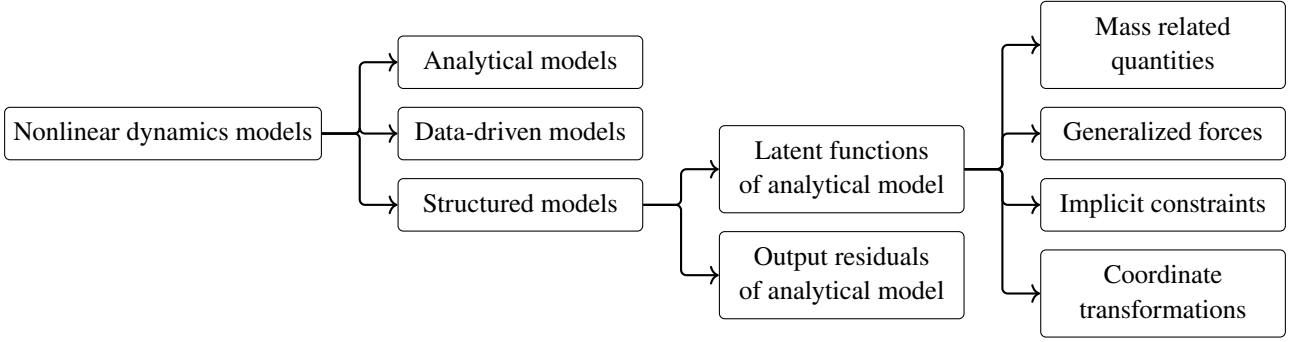 Nonlinear dynamics models
Analytical models
Data-driven models
Structured models
Latent functions
of analytical model
Output residuals
of analytical model
Mass related
quantities
Generalized forces
Implicit constraints
Coordinate
transformations